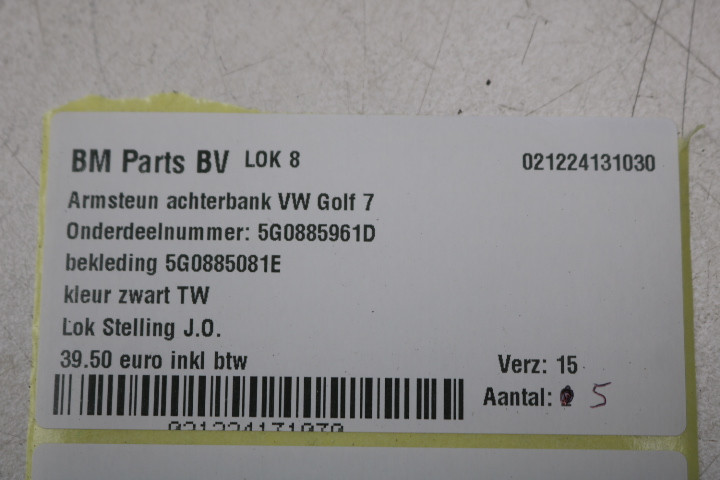 BM Parts BV LOK 8 021224131030
Armsteun achterbank VW Golf 7
Onderdeelnummer: 5G0885961D
bekleding 5G0885081E
kleur zwart TW
Lok Stelling J.O.
39.50 euro inkl btw
Verz: 15
Aantal: 5